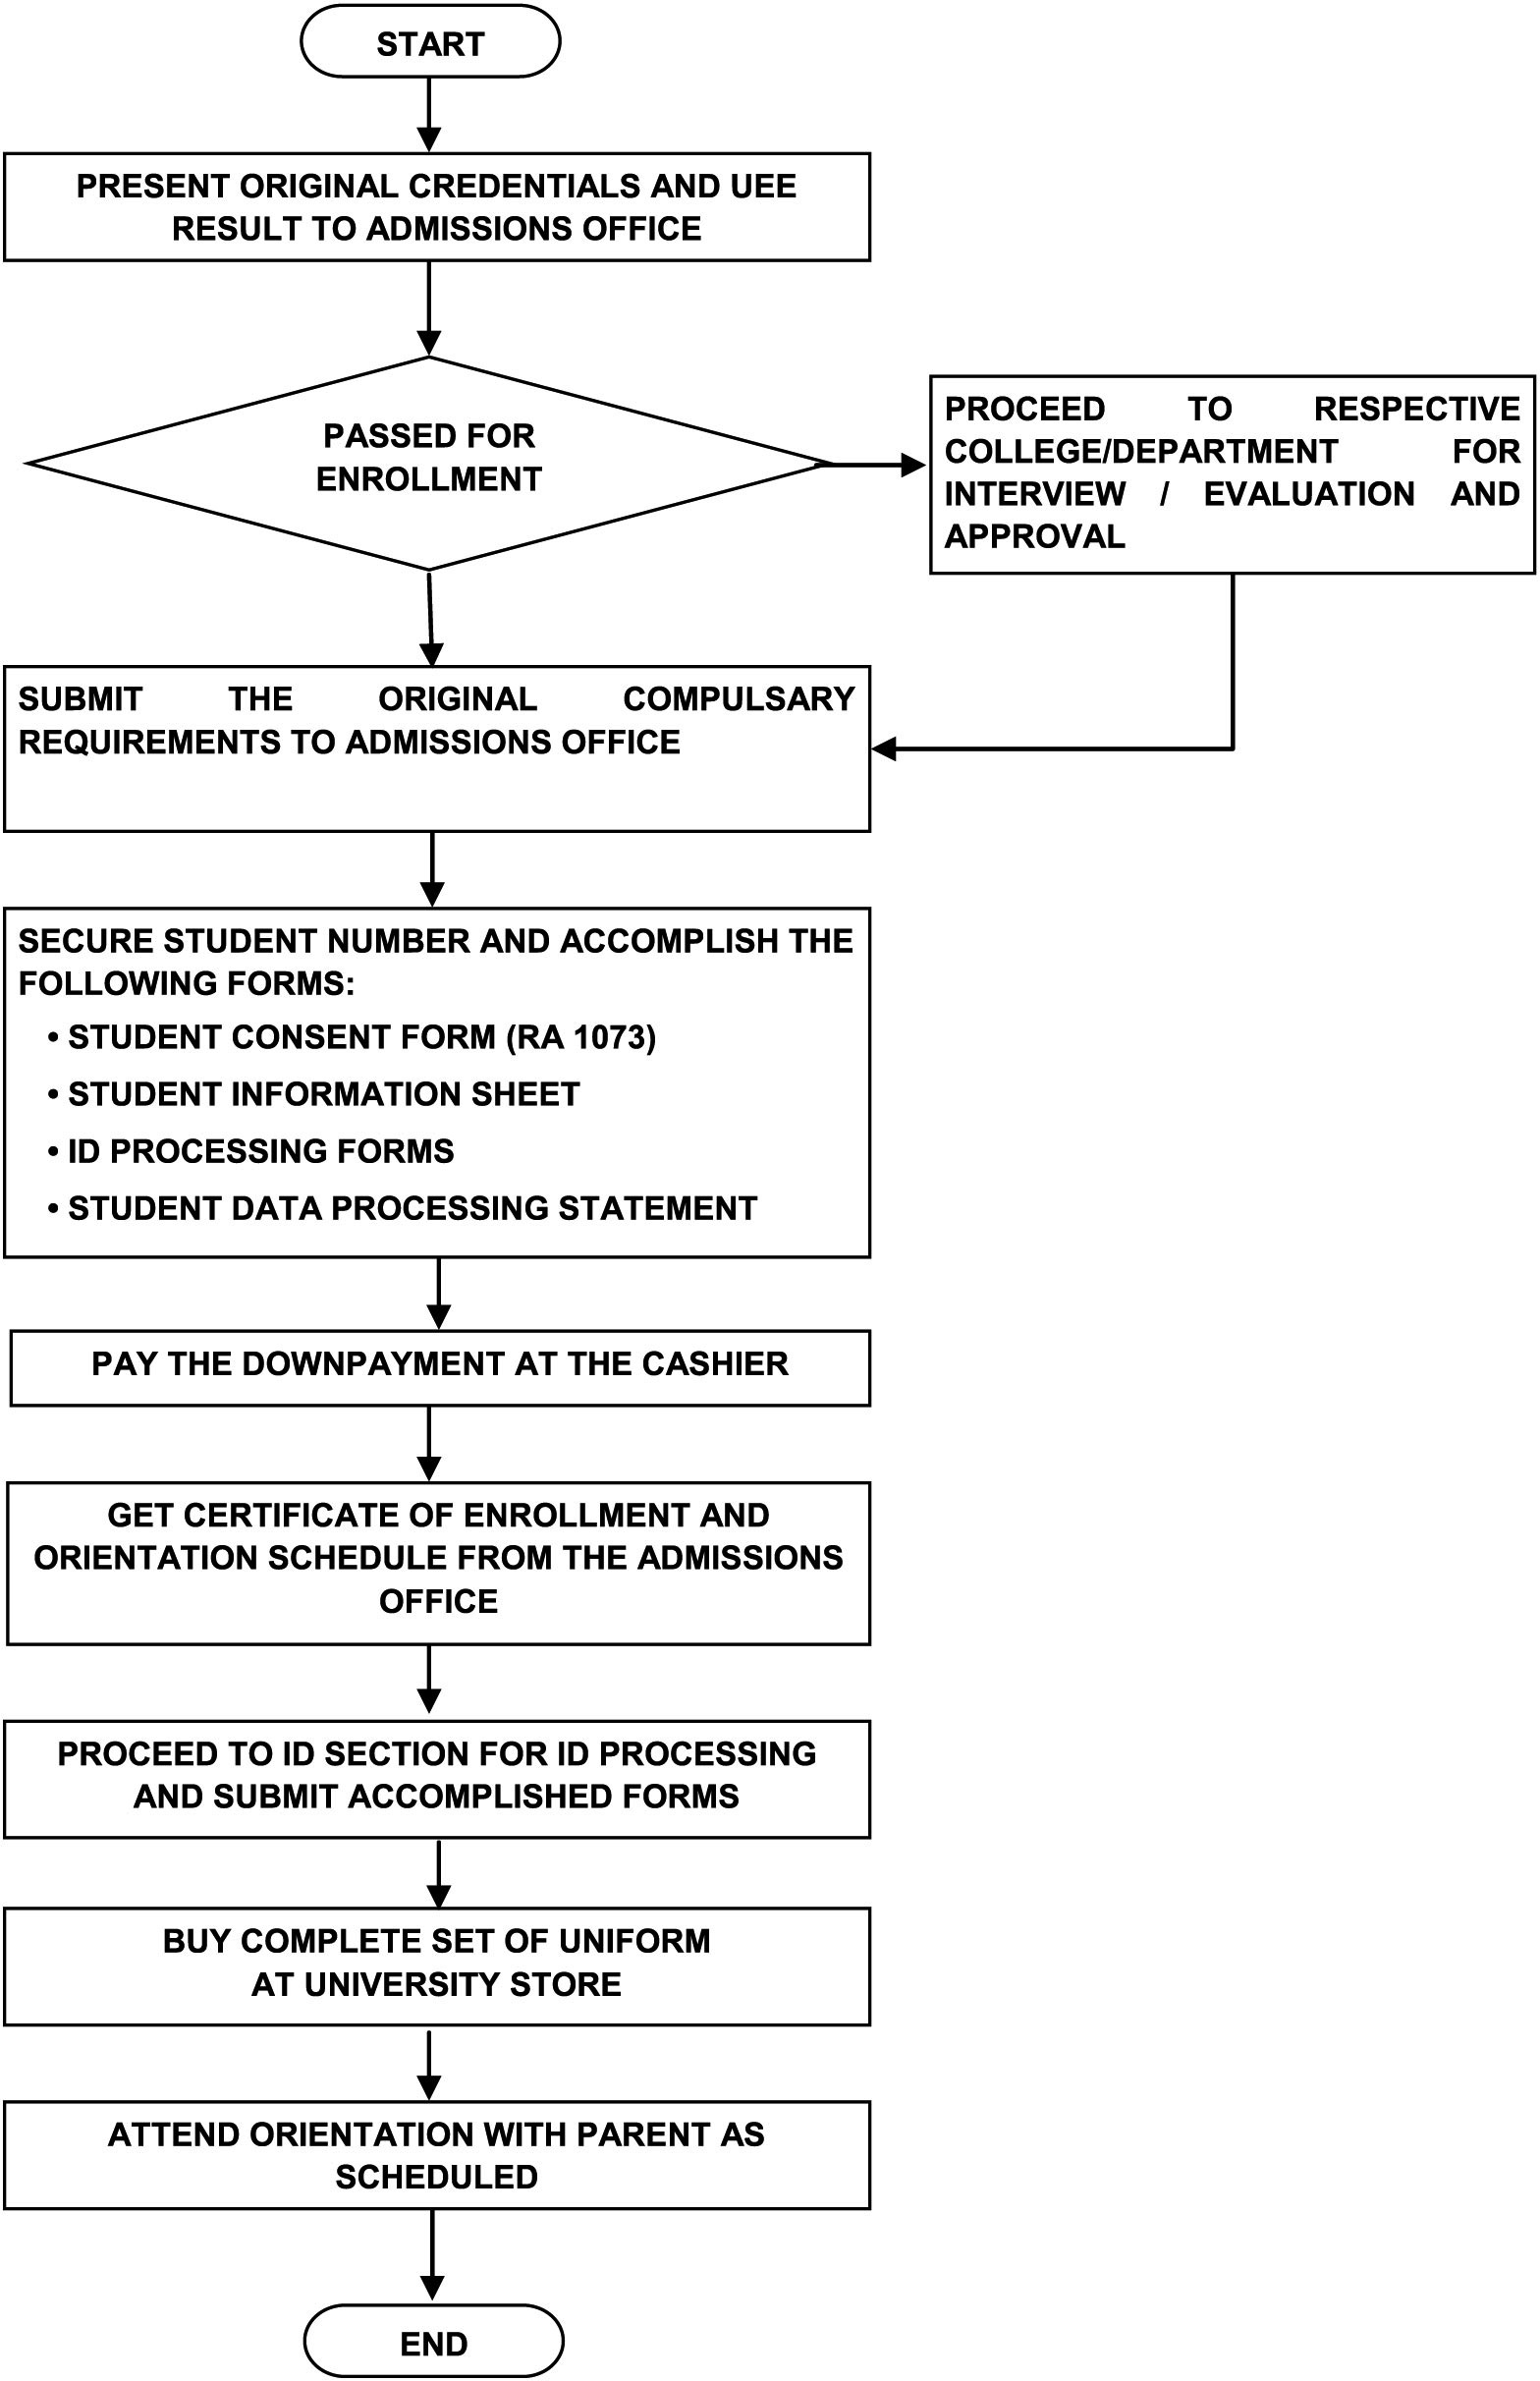 START
PRESENT ORIGINAL CREDENTIALS AND UEE
RESULT TO ADMISSIONS OFFICE
PASSED FOR
ENROLLMENT
PROCEED TO RESPECTIVE
COLLEGE/DEPARTMENT FOR
INTERVIEW / EVALUATION AND
APPROVAL
SUBMIT THE ORIGINAL COMPULSARY
REQUIREMENTS TO ADMISSIONS OFFICE
SECURE STUDENT NUMBER AND ACCOMPLISH THE
FOLLOWING FORMS:
• STUDENT CONSENT FORM (RA 1073)
• STUDENT INFORMATION SHEET
• ID PROCESSING FORMS
• STUDENT DATA PROCESSING STATEMENT
PAY THE DOWNPAYMENT AT THE CASHIER
GET CERTIFICATE OF ENROLLMENT AND
ORIENTATION SCHEDULE FROM THE ADMISSIONS
OFFICE
PROCEED TO ID SECTION FOR ID PROCESSING
AND SUBMIT ACCOMPLISHED FORMS
BUY COMPLETE SET OF UNIFORM
AT UNIVERSITY STORE
ATTEND ORIENTATION WITH PARENT AS
SCHEDULED
END